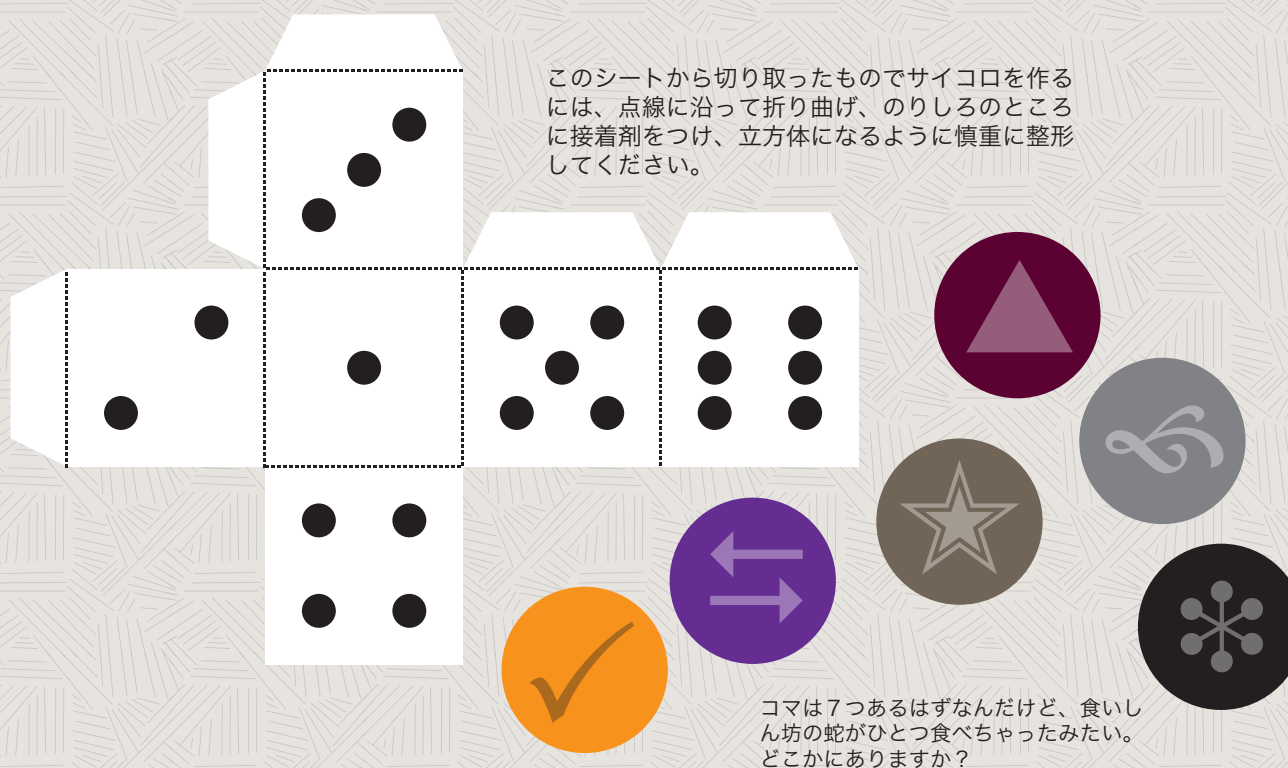 このシートから切り取ったものでサイコロを作る
には、点線に沿って折り曲げ、のりしろのところ
に接着剤をつけ、立方体になるように慎重に整形
してください。
コマは７つあるはずなんだけど、食いし
ん坊の蛇がひとつ食べちゃったみたい。
どこかにありますか？